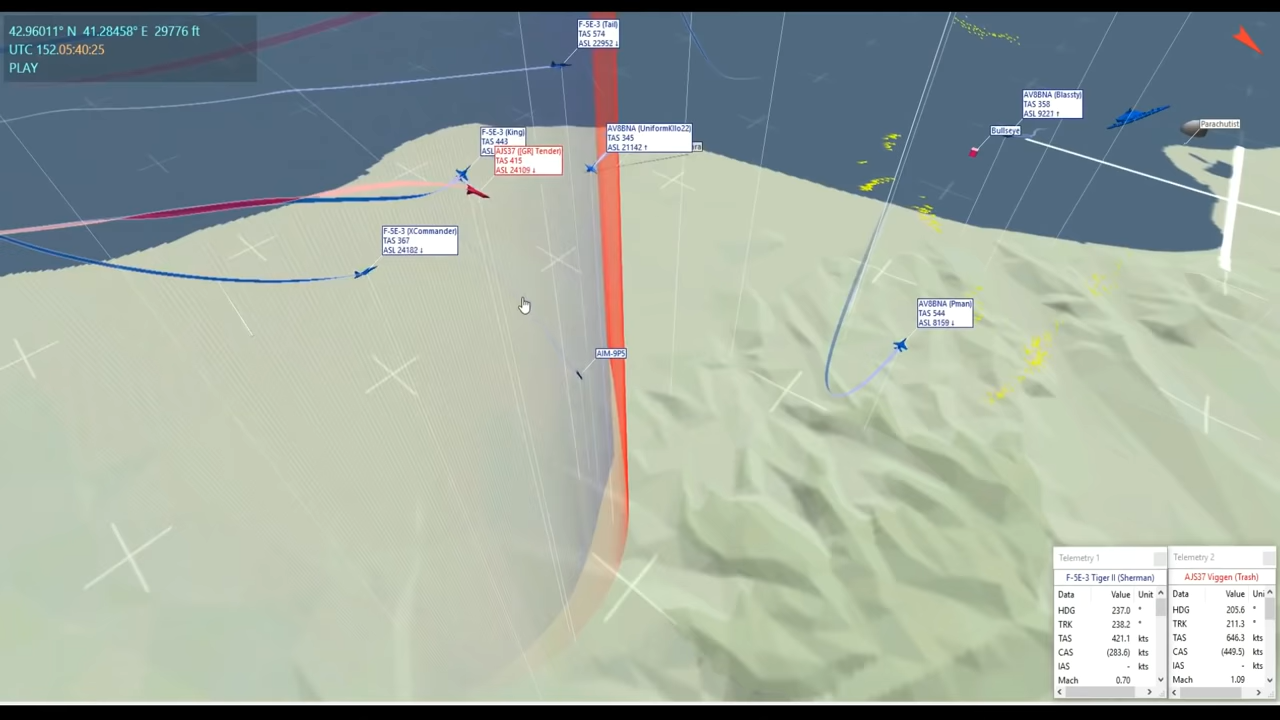 42.96011° N  41.28458° E  29776 ft
UTC 152.05:40:25
PLAY
F-5E-3 (Tail)
TAS 574
ASL 22952 ↓
F-5E-3 (King)
TAS 443
ASL
AJS37 ([GR] Tender)
TAS 415
ASL 24109 ↓
AV8BNA (UniformKilo22)
TAS 345
ASL 21142 ↑
F-5E-3 (XCommander)
TAS 367
ASL 24182 ↓
AIM-9P5
AV8BNA (Blassty)
TAS 358
ASL 9221 ↑
Bullseye
Parachutist
AV8BNA (Pman)
TAS 544
ASL 8159 ↓
Telemetry 1
F-5E-3 Tiger II (Sherman)
Data Value Unit
HDG 237.0 °
TRK 238.2 °
TAS 421.1 kts
CAS (283.6) kts
IAS - kts
Mach 0.70
Telemetry 2
AJS37 Viggen (Trash)
Data Value Uni
HDG 205.6 °
TRK 211.3 °
TAS 646.3 kts
CAS (449.5) kts
IAS - kts
Mach 1.09